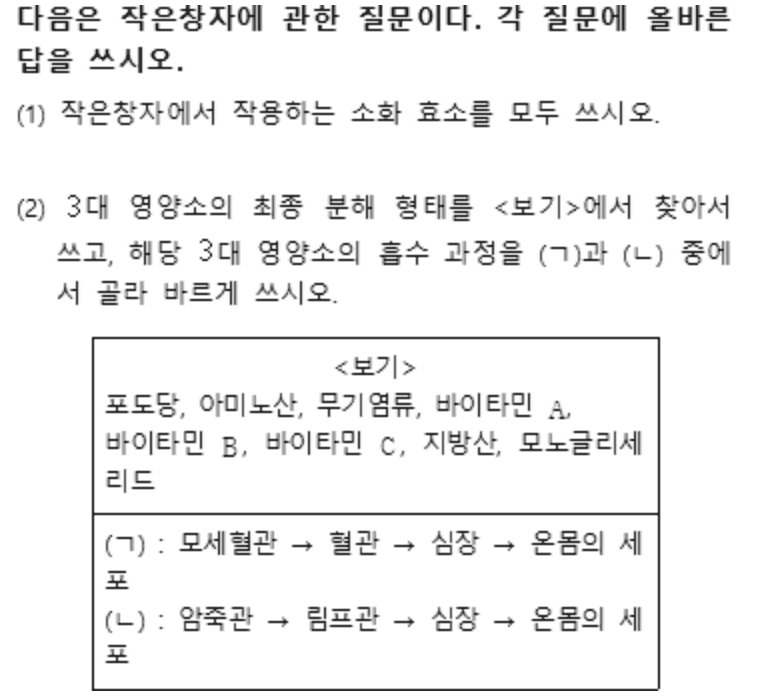 다음은 작은창자에 관한 질문이다. 각 질문에 올바른
답을 쓰시오.
(1) 작은창자에서 작용하는 소화 효소를 모두 쓰시오.
(2) 3대 영양소의 최종 분해 형태를 <보기>에서 찾아서
쓰고, 해당 3대 영양소의 흡수 과정을 (ㄱ)과 (ㄴ) 중에
서 골라 바르게 쓰시오.
<보기>
포도당, 아미노산, 무기염류, 바이타민 A,
바이타민 B, 바이타민 C, 지방산, 모노글리세
리드
(ㄱ) : 모세혈관 → 혈관 → 심장 → 온몸의 세
포
(ㄴ) : 암죽관 → 림프관 → 심장 → 온몸의 세
포